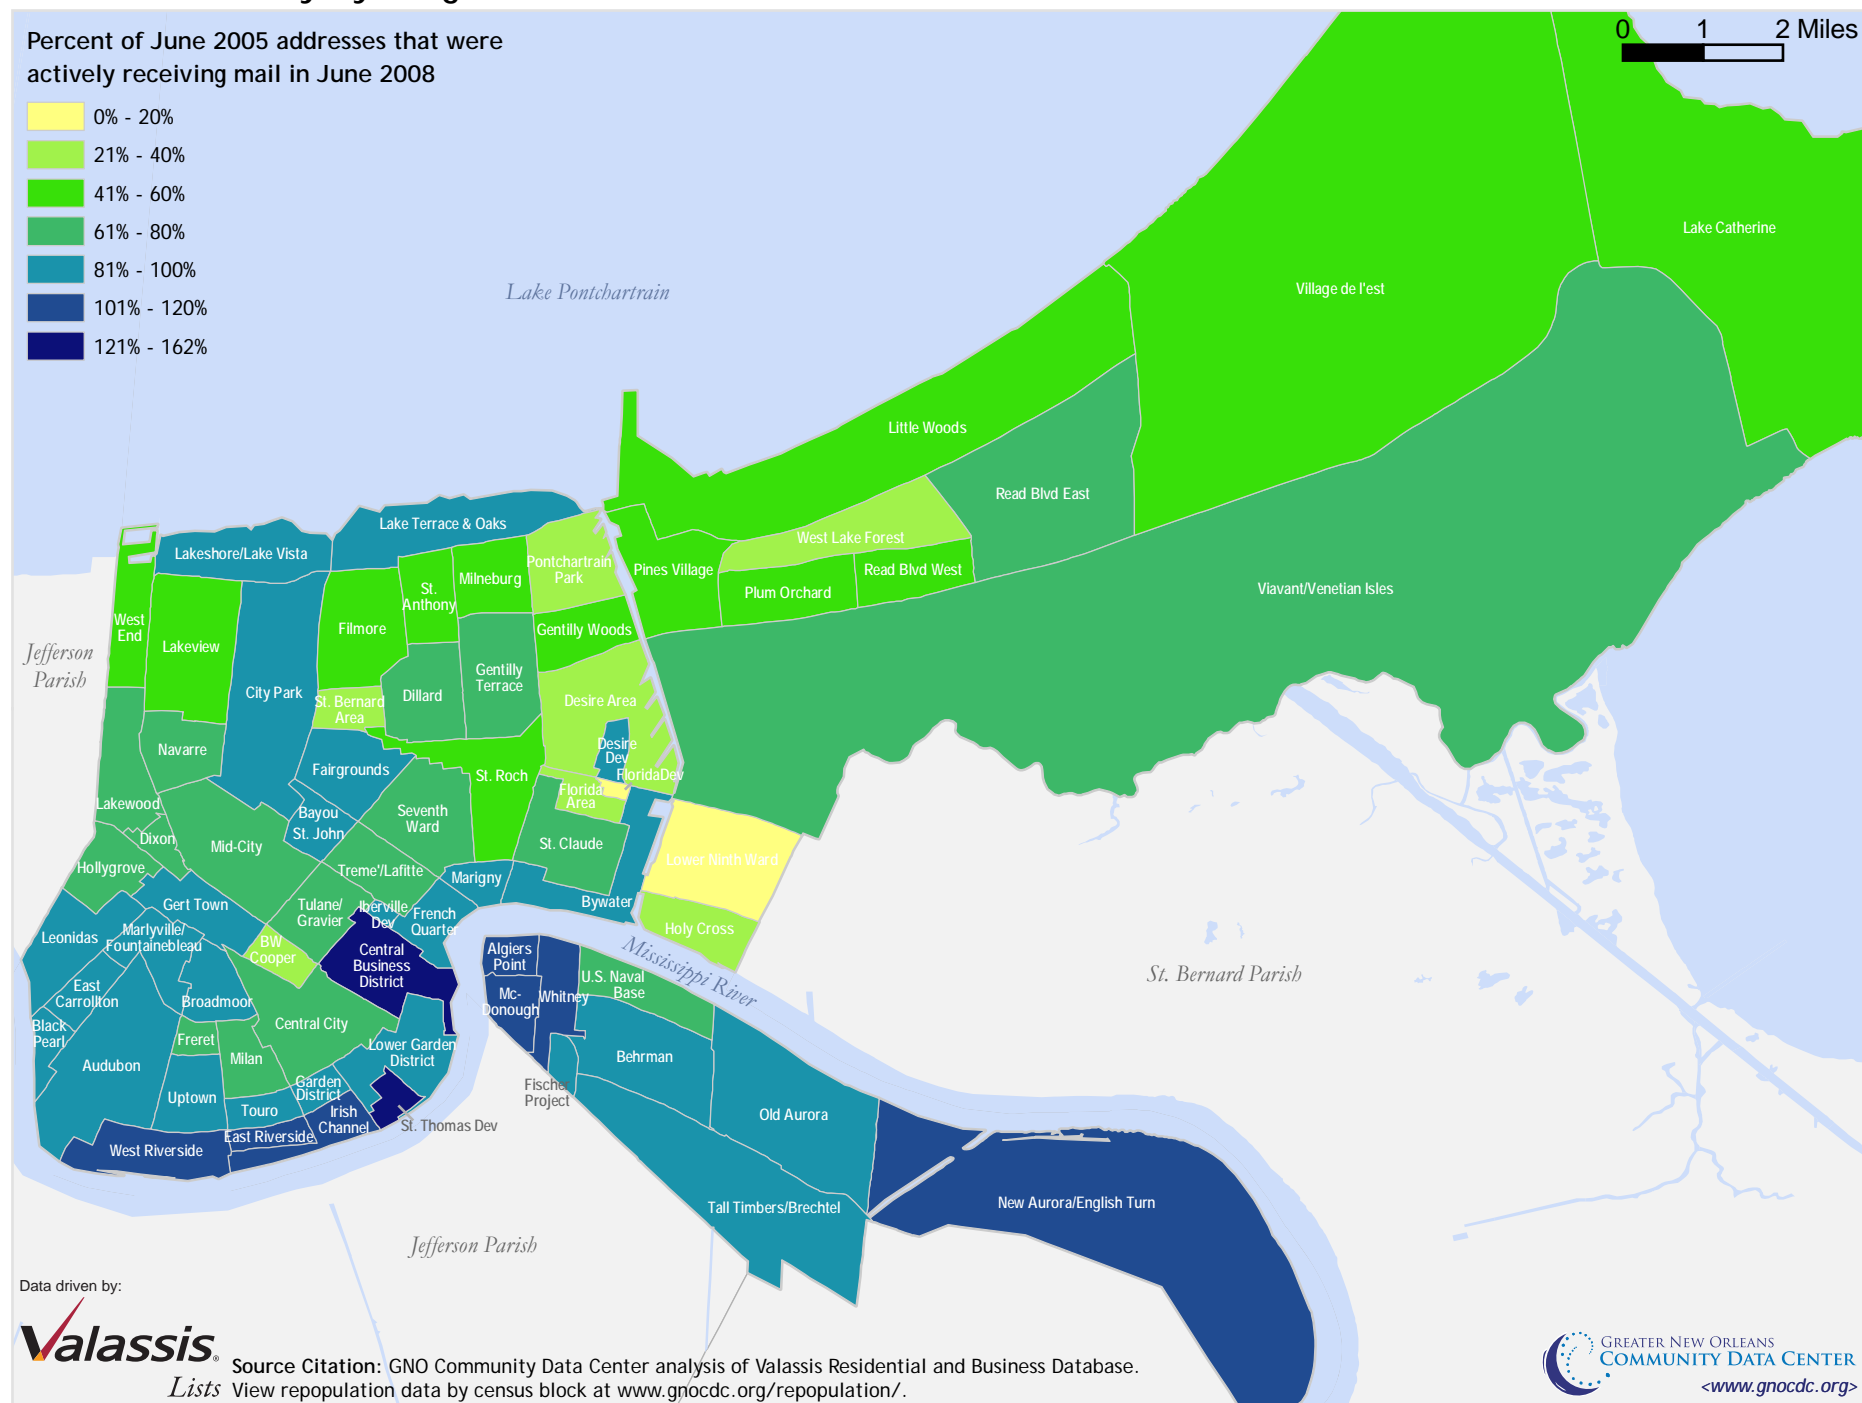 Percent of June 2005 addresses that were
actively receiving mail in June 2008
0% - 20%
21% - 40%
41% - 60%
61% - 80%
81% - 100%
101% - 120%
121% - 162%
0 1 2 Miles
Lake Pontchartrain
Lake Catherine
Village de l'est
Little Woods
Read Blvd East
West Lake Forest
Pines Village
Plum Orchard
Read Blvd West
Viavant/Venetian Isles
Lake Terrace & Oaks
Lakeshore/Lake Vista
Pontchartrain
Park
Milneburg
St.
Anthony
West
End
Lakeview
Filmore
Gentilly Woods
Jefferson
Parish
City Park
Gentilly
Terrace
Dillard
St. Bernard
Area
Desire Area
Desire
Dev
FloridaDev
Florida
Area
Navarre
Fairgrounds
St. Roch
Lakewood
Bayou
St. John
Seventh
Ward
Dixon
Mid-City
St. Claude
Lower Ninth Ward
Hollygrove
Treme'/Lafitte
Marigny
Bywater
Holy Cross
Gert Town
Tulane/
Gravier
Iberville
Dev
French
Quarter
Leonidas
Marlyville/
Fountainebleau
BW
Cooper
Central
Business
District
Algiers
Point
Mississippi River
U.S. Naval
Base
St. Bernard Parish
East
Carrollton
Broadmoor
Mc-
Donough
Whitney
Black
Pearl
Freret
Central City
Lower Garden
District
Behrman
Audubon
Milan
Garden
District
Fischer
Project
Uptown
Touro
Irish
Channel
St. Thomas Dev
Old Aurora
West Riverside
East Riverside
New Aurora/English Turn
Tall Timbers/Brechtel
Jefferson Parish
Data driven by:
Valassis®
Lists
Source Citation: GNO Community Data Center analysis of Valassis Residential and Business Database.
View repopulation data by census block at www.gnocdc.org/repopulation/.
GREATER NEW ORLEANS
COMMUNITY DATA CENTER
<www.gnocdc.org>